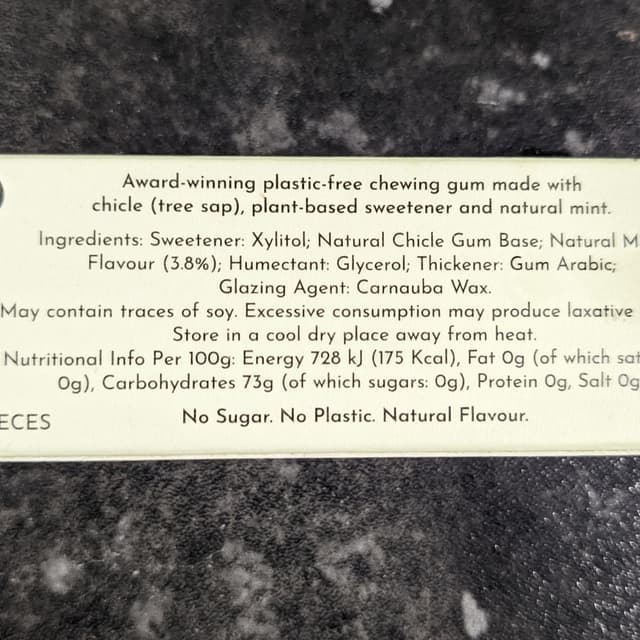 Award-winning plastic-free chewing gum made with
chicle (tree sap), plant-based sweetener and natural mint.
Ingredients: Sweetener: Xylitol; Natural Chicle Gum Base; Natural M
Flavour (3.8%); Humectant: Glycerol; Thickener: Gum Arabic;
Glazing Agent: Carnauba Wax.
May contain traces of soy. Excessive consumption may produce laxative
Store in a cool dry place away from heat.
Nutritional Info Per 100g: Energy 728 kJ (175 Kcal), Fat 0g (of which sat
0g), Carbohydrates 73g (of which sugars: 0g), Protein 0g, Salt 0g
ECES
No Sugar. No Plastic. Natural Flavour.